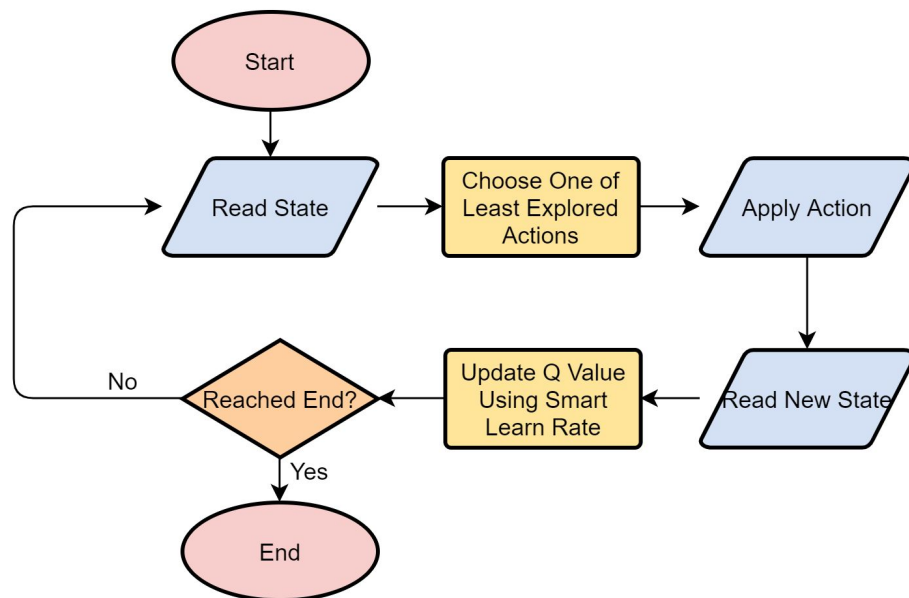 Start
Read State
Choose One of
Least Explored
Actions
Apply Action
Read New State
Update Q Value
Using Smart
Learn Rate
Reached End?
No
Yes
End